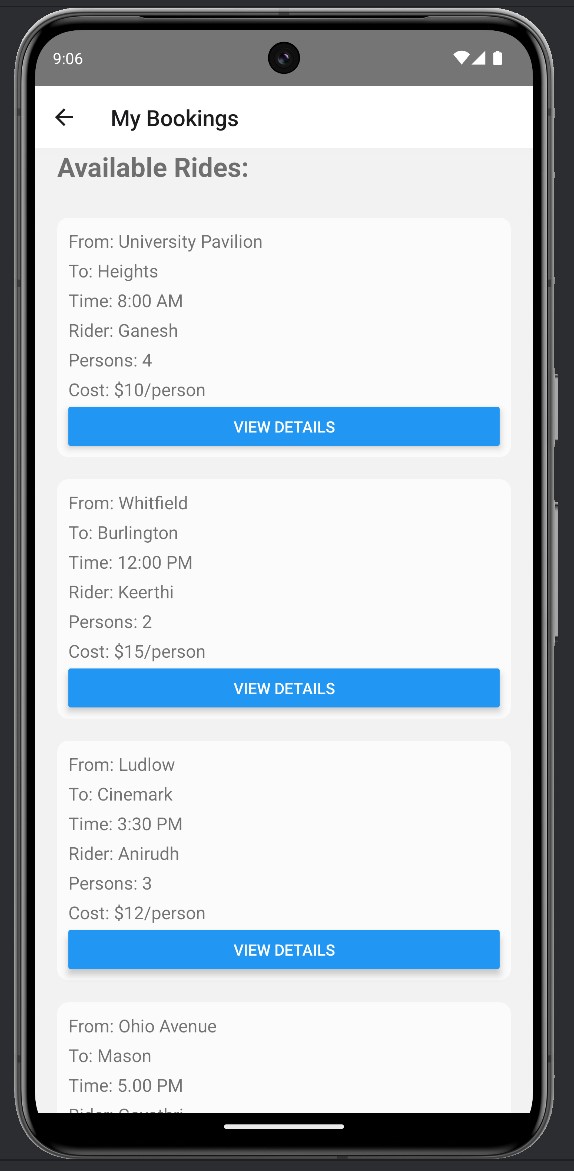 9:06
My Bookings
Available Rides:
From: University Pavilion
To: Heights
Time: 8:00 AM
Rider: Ganesh
Persons: 4
Cost: $10/person
VIEW DETAILS
From: Whitfield
To: Burlington
Time: 12:00 PM
Rider: Keerthi
Persons: 2
Cost: $15/person
VIEW DETAILS
From: Ludlow
To: Cinemark
Time: 3:30 PM
Rider: Anirudh
Persons: 3
Cost: $12/person
VIEW DETAILS
From: Ohio Avenue
To: Mason
Time: 5.00 PM
Rider: